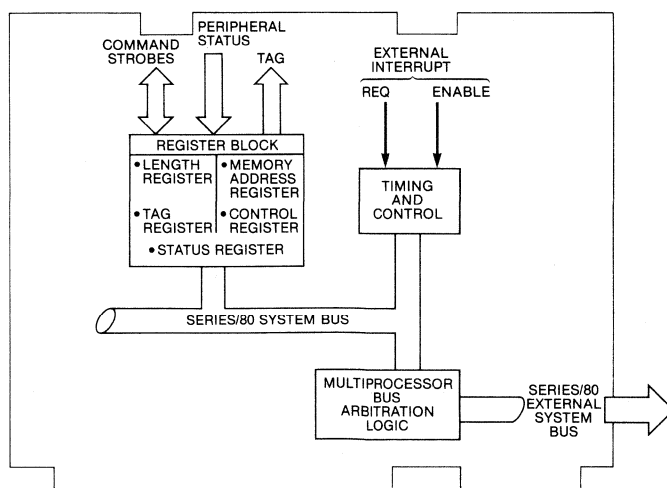 COMMAND
STROBES
PERIPHERAL
STATUS
TAG
EXTERNAL
INTERRUPT
REQ ENABLE
REGISTER BLOCK
• LENGTH
REGISTER
• MEMORY
ADDRESS
REGISTER
• TAG
REGISTER
• CONTROL
REGISTER
• STATUS REGISTER
TIMING
AND
CONTROL
SERIES/80 SYSTEM BUS
MULTIPROCESSOR
BUS
ARBITRATION
LOGIC
SERIES/80
EXTERNAL
SYSTEM
BUS